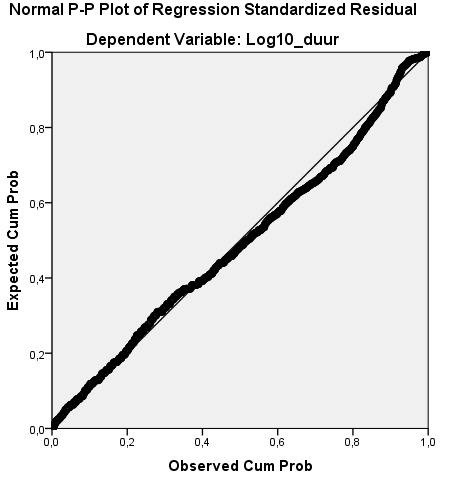 Normal P-P Plot of Regression Standardized Residual
Dependent Variable: Log10_duur
1,0
0,8
0,6
0,4
0,2
0,0
Expected Cum Prob
0,0 0,2 0,4 0,6 0,8 1,0
Observed Cum Prob